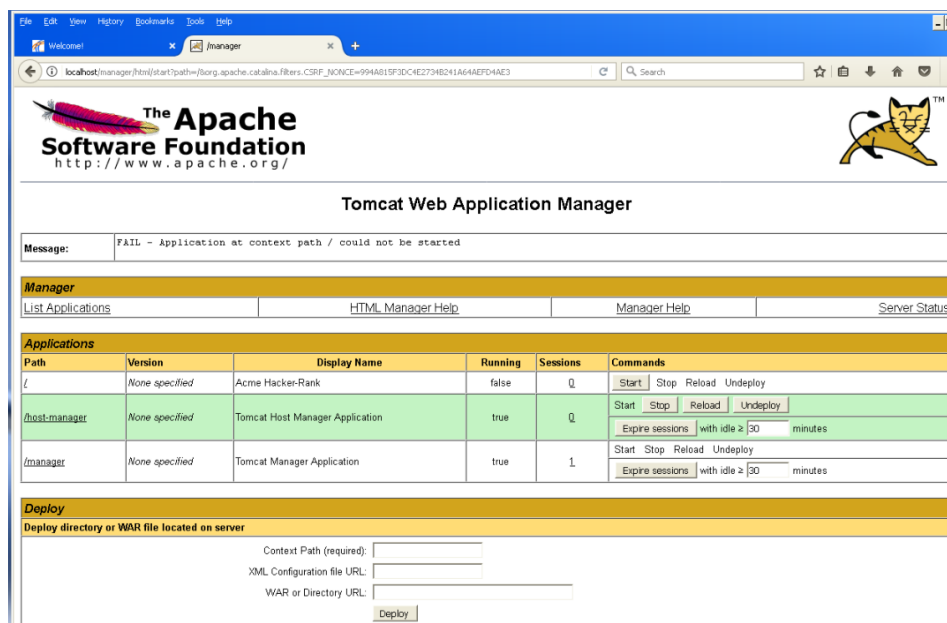 File Edit View History Bookmarks Tools Help
Welcome! × /manager × +
localhost/manager/html/start?path=/&org.apache.catalina.filters.CSRF_NONCE=994A815F3DC4E2734B241A64AEFD4AE3 Search
The Apache
Software Foundation
http://www.apache.org/
TM
Tomcat Web Application Manager
Message: FAIL - Application at context path / could not be started
Manager
List Applications HTML Manager Help Manager Help Server Status
Applications
Path Version Display Name Running Sessions Commands
/ None specified Acme Hacker-Rank false 0 Start Stop Reload Undeploy
/host-manager None specified Tomcat Host Manager Application true 0 Start Stop Reload Undeploy
Expire sessions with idle ≥ 30 minutes
/manager None specified Tomcat Manager Application true 1 Start Stop Reload Undeploy
Expire sessions with idle ≥ 30 minutes
Deploy
Deploy directory or WAR file located on server
Context Path (required):
XML Configuration file URL:
WAR or Directory URL:
Deploy